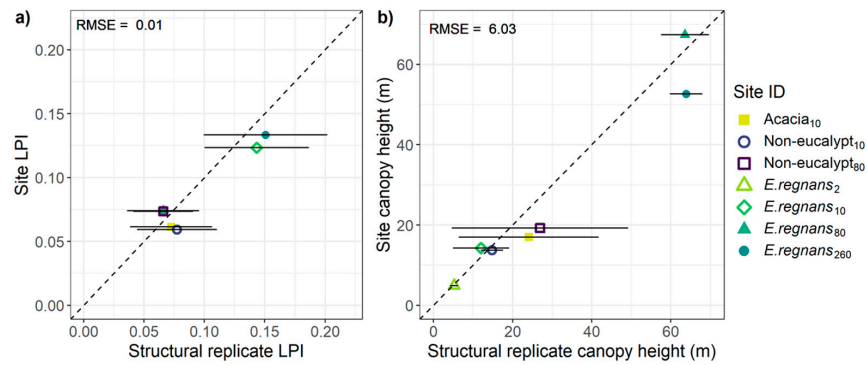 a)
RMSE = 0.01
0.20
0.15
0.10
0.05
0.00
Site LPI
0.00 0.05 0.10 0.15 0.20
Structural replicate LPI
b)
RMSE = 6.03
60
40
20
0
Site canopy height (m)
0 20 40 60
Structural replicate canopy height (m)
Site ID
Acacia10
Non-eucalypt10
Non-eucalypt80
E.regnans2
E.regnans10
E.regnans80
E.regnans260